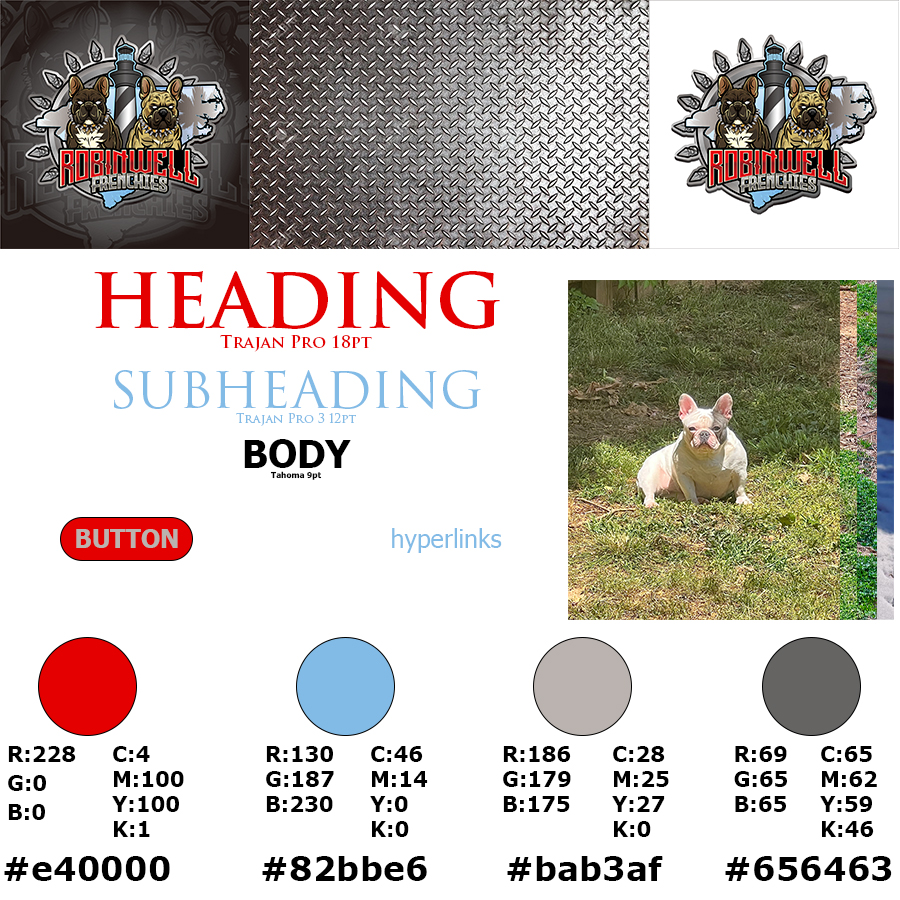 ROBINWELL
FRENCHIES
ROBINWELL
FRENCHIES
HEADING
Trajan Pro 18pt
SUBHEADING
Trajan Pro 3 12pt
BODY
Tahoma 9pt
BUTTON
hyperlinks
R:228 C:4
G:0 M:100
B:0 Y:100
K:1
R:130 C:46
G:187 M:14
B:230 Y:0
K:0
R:186 C:28
G:179 M:25
B:175 Y:27
K:0
R:69 C:65
G:65 M:62
B:65 Y:59
K:46
#e40000 #82bbe6 #bab3af #656463